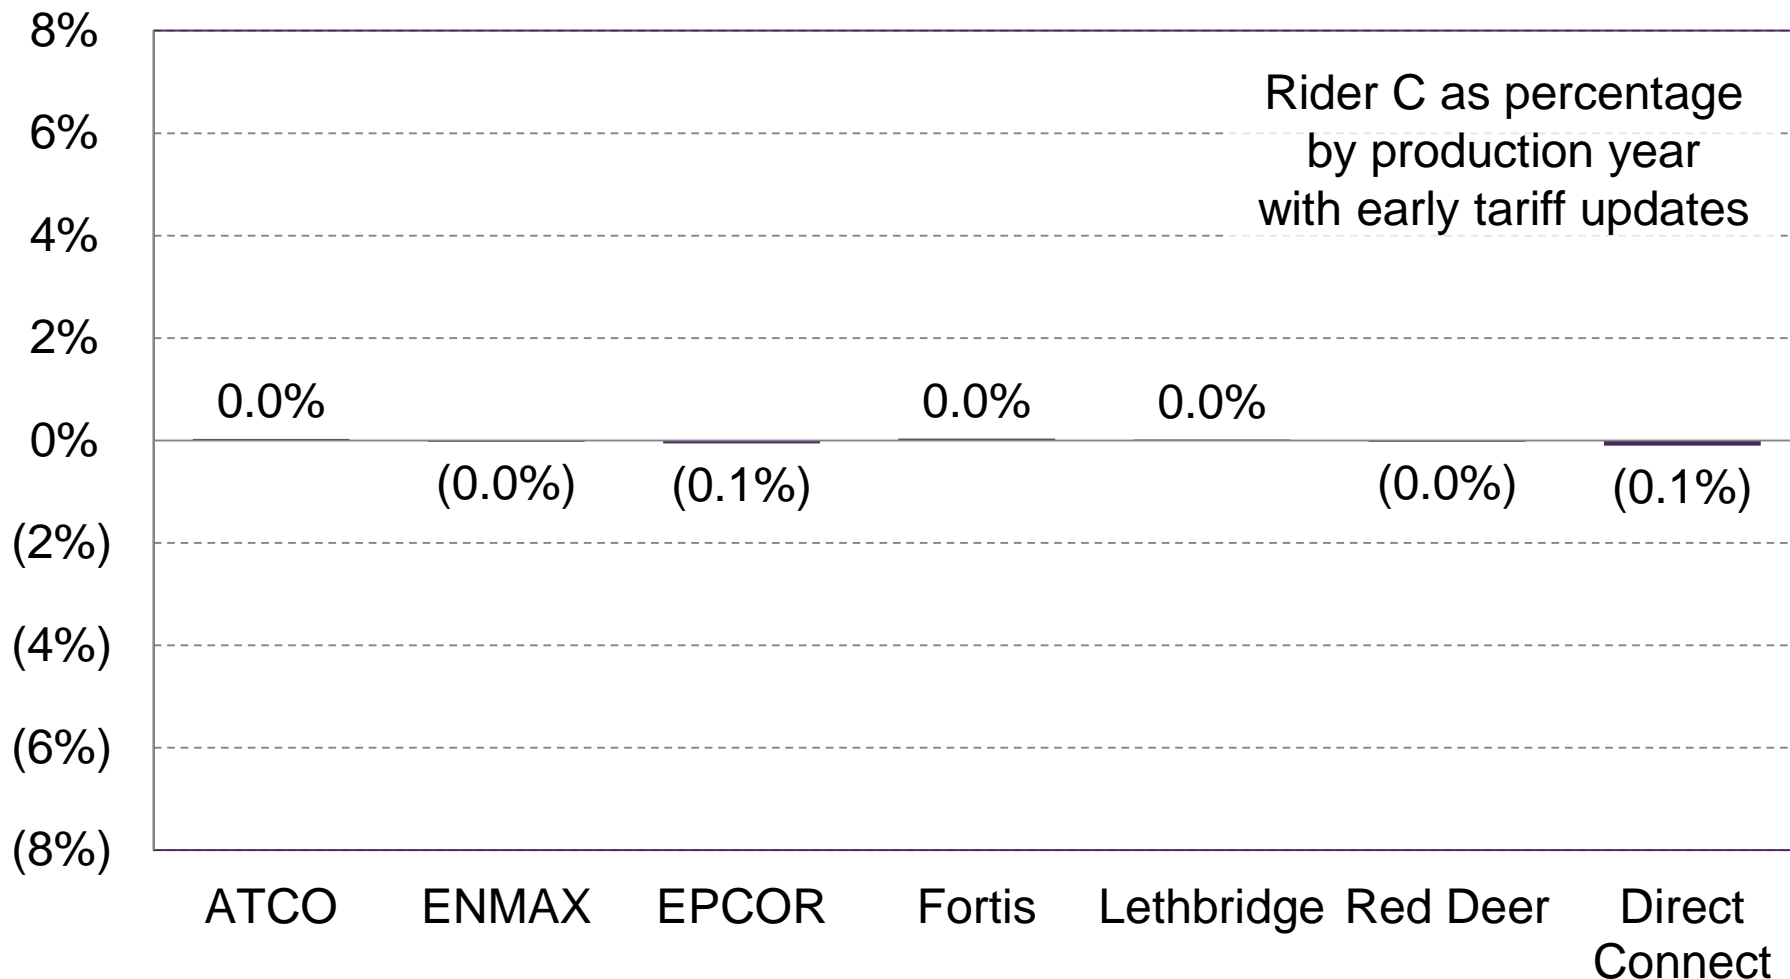 8%
Rider C as percentage
6%
by production year
with early tariff updates
4%
2%
0.0% 0.0% 0.0%
0%
(0.0%) (0.1%) (0.0%) (0.1%)
(2%)
(4%)
(6%)
(8%)
ATCO ENMAX EPCOR Fortis Lethbridge Red Deer Direct
Connect